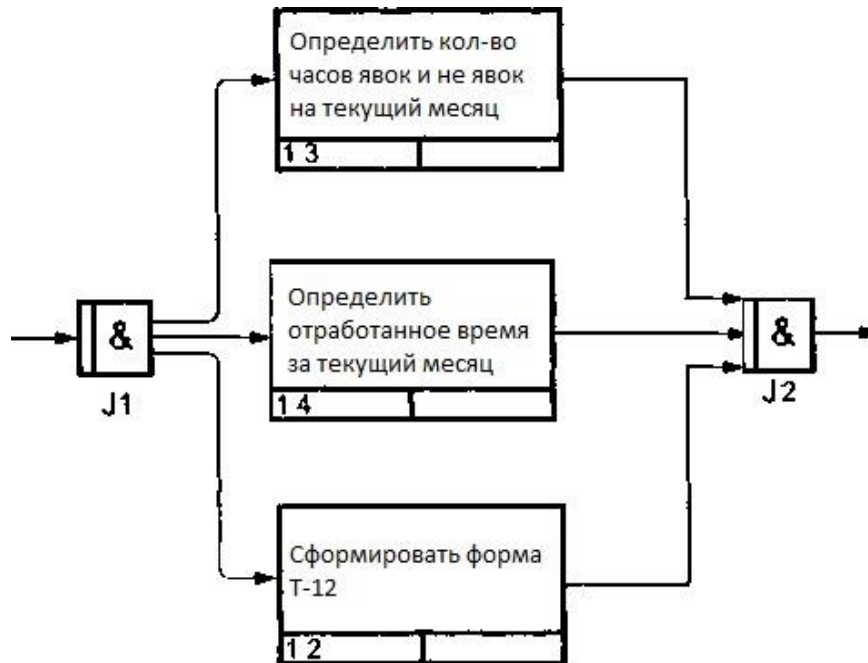 Определить кол-во
часов явок и не явок
на текущий месяц
1 3
&
J1
Определить
отработанное время
за текущий месяц
1 4
&
J2
Сформировать форма
Т-12
1 2